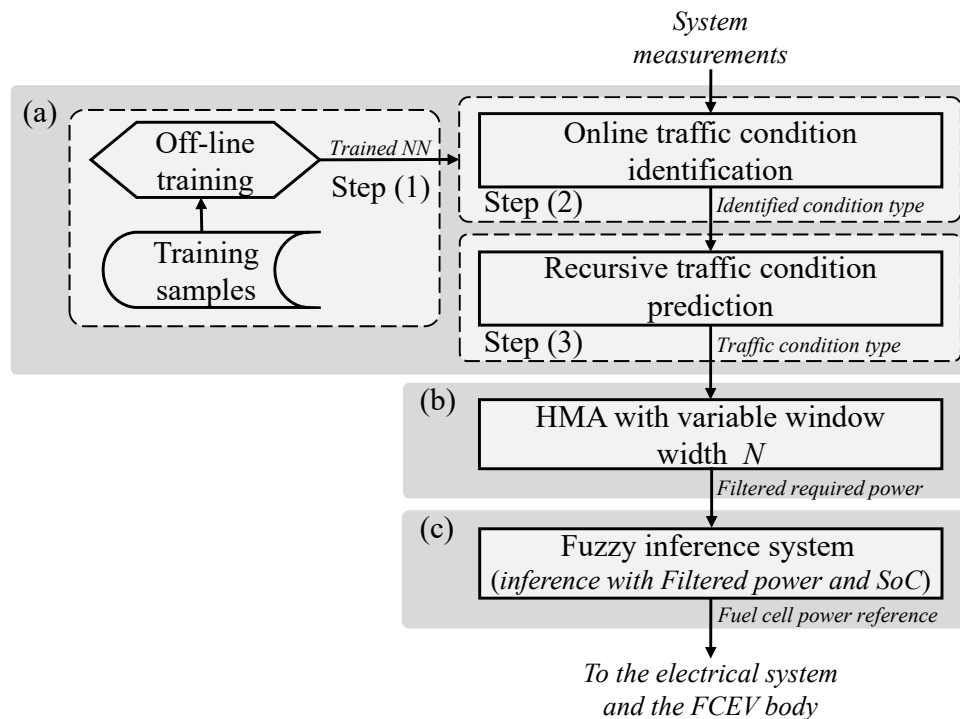 System
measurements
(a)
Off-line
training
Trained NN
Step (1)
Training
samples
Online traffic condition
identification
Step (2)
Identified condition type
Recursive traffic condition
prediction
Step (3)
Traffic condition type
(b)
HMA with variable window
width N
Filtered required power
(c)
Fuzzy inference system
(inference with Filtered power and SoC)
Fuel cell power reference
To the electrical system
and the FCEV body